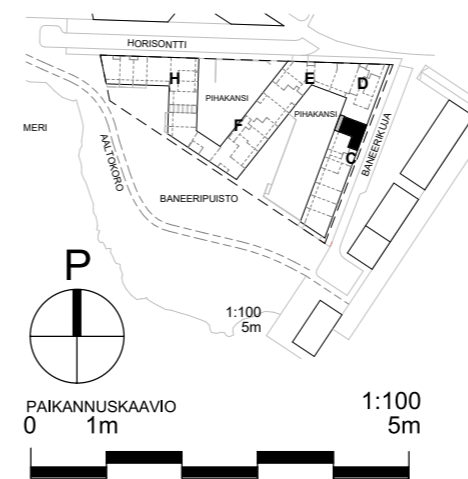 HORISONTTI
H
E
D
PIHAKANSI
PIHAKANSI
F
C
MERI
AALTOKORO
BANEERIKUJA
BANEERIPUISTO
P
1:100
5m
PAIKANNUSKAAVIO
1:100
0 1m 5m